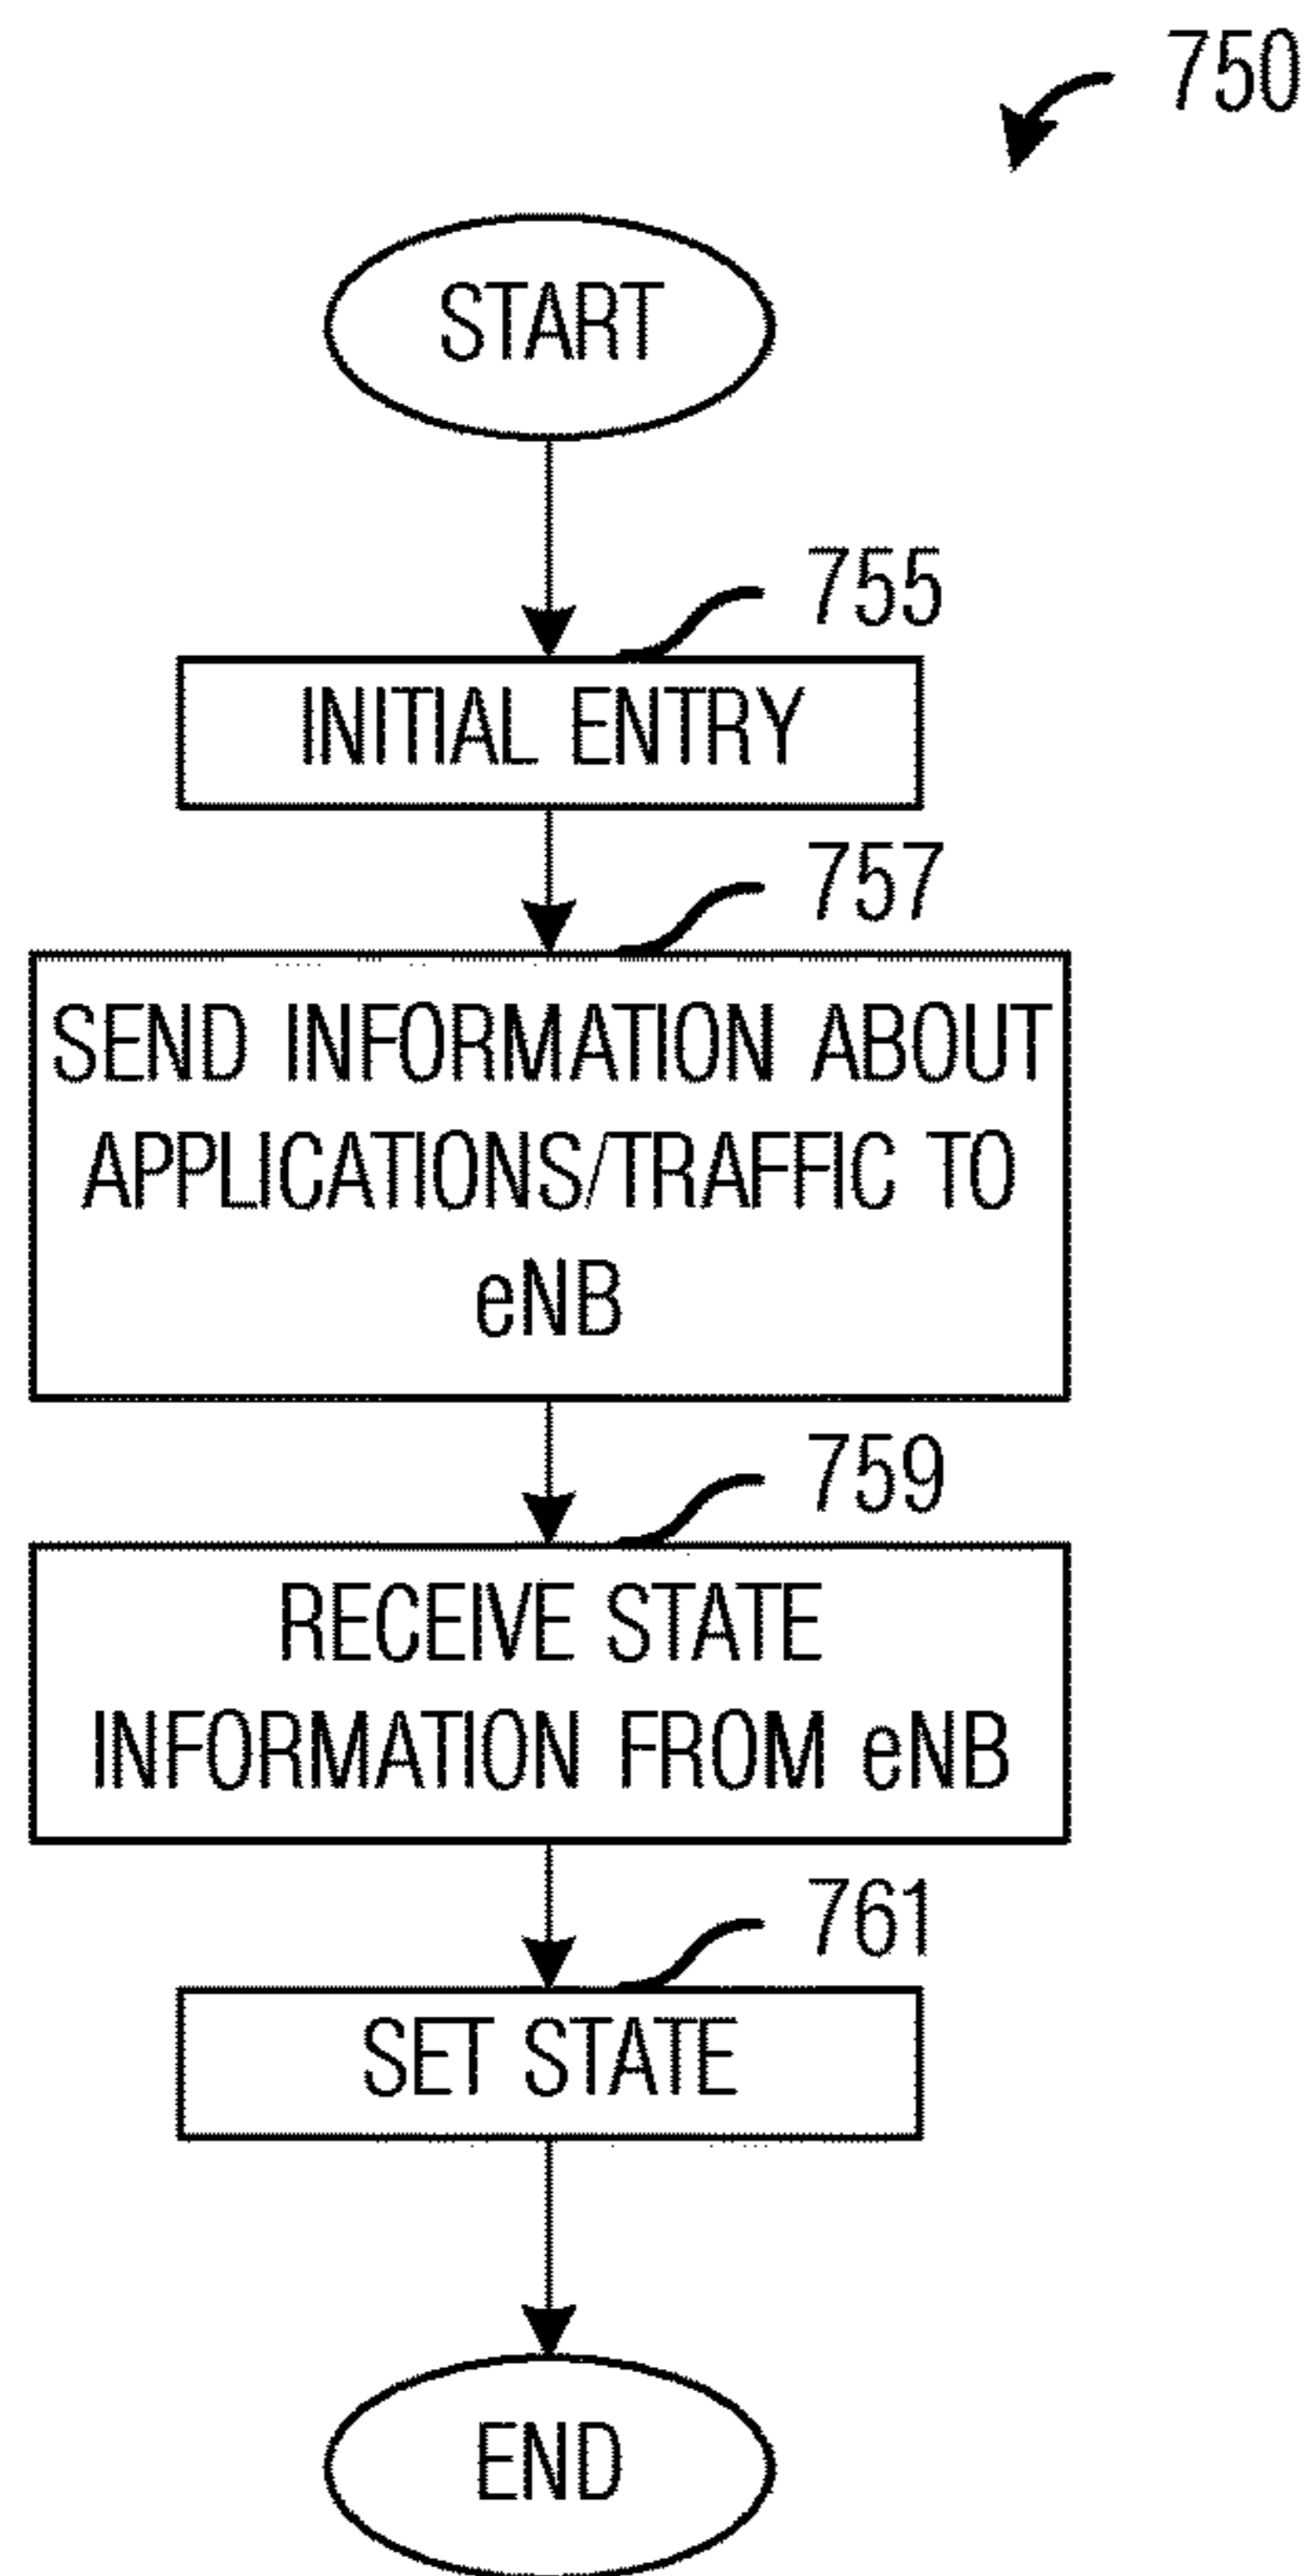 750
START
755
INITIAL ENTRY
757
SEND INFORMATION ABOUT
APPLICATIONS/TRAFFIC TO
eNB
759
RECEIVE STATE
INFORMATION FROM eNB
761
SET STATE
END